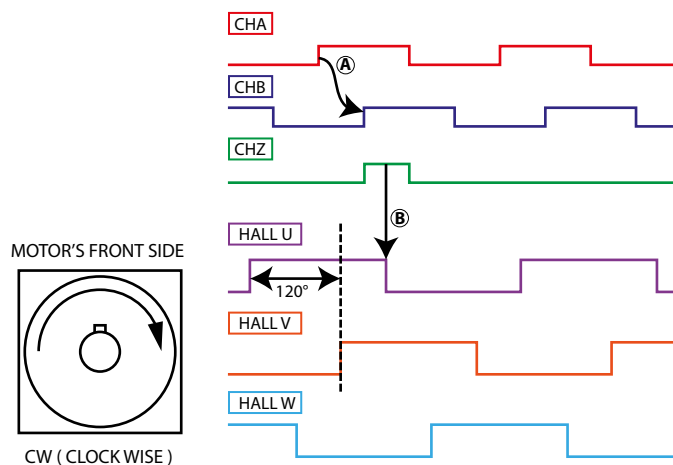 CHA
Ⓐ
CHB
CHZ
Ⓑ
HALL U
120°
HALL V
HALL W
MOTOR'S FRONT SIDE
CW ( CLOCK WISE )